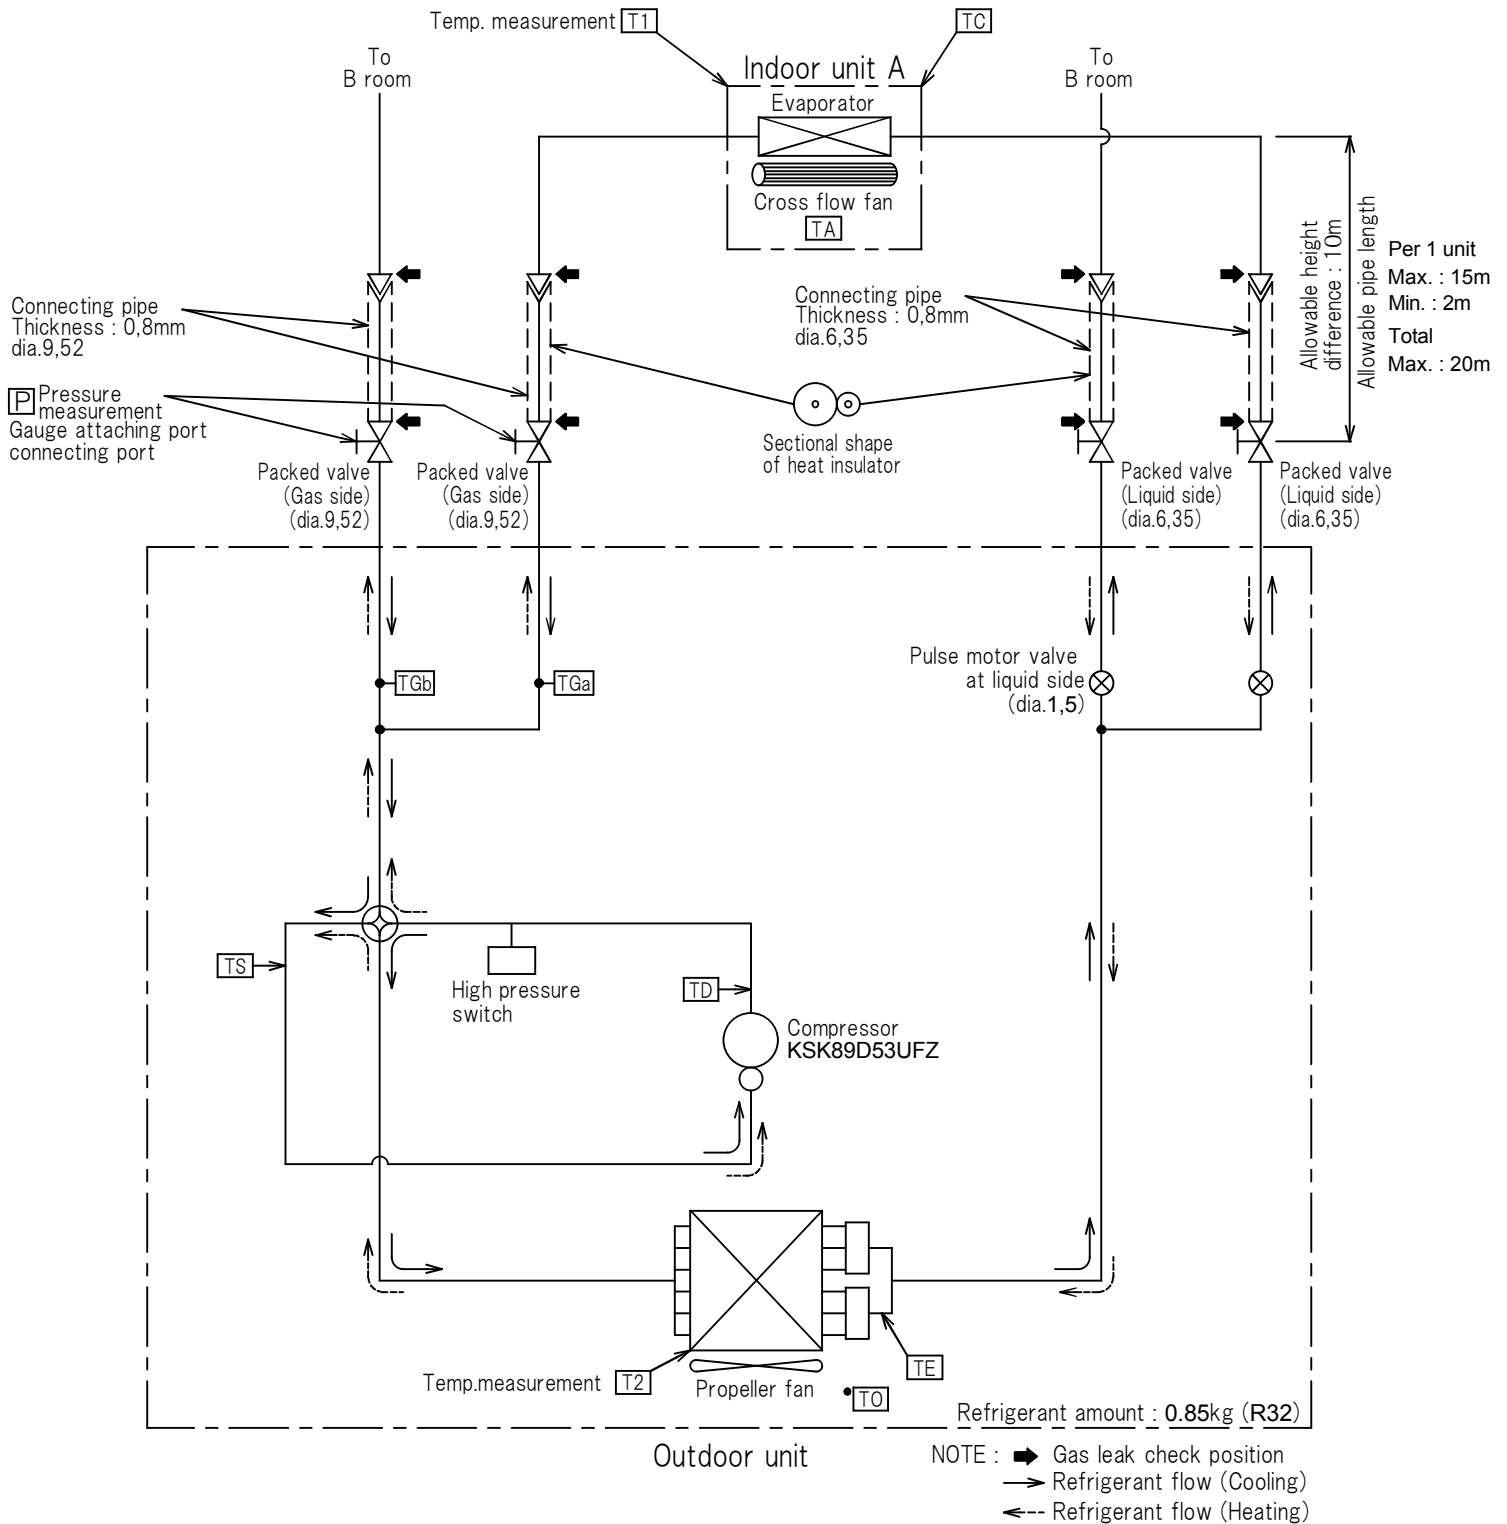 Temp. measurement T1
TC
To
B room
Indoor unit A
To
B room
Evaporator
Cross flow fan
TA
Allowable height
difference : 10m
Allowable pipe length
Per 1 unit
Max. : 15m
Min. : 2m
Total
Max. : 20m
Connecting pipe
Thickness : 0,8mm
dia.9,52
Connecting pipe
Thickness : 0,8mm
dia.6,35
P Pressure
measurement
Gauge attaching port
connecting port
Sectional shape
of heat insulator
Packed valve
(Gas side)
(dia.9,52)
Packed valve
(Gas side)
(dia.9,52)
Packed valve
(Liquid side)
(dia.6,35)
Packed valve
(Liquid side)
(dia.6,35)
TGb
TGa
Pulse motor valve
at liquid side
(dia.1,5)
TS
High pressure
switch
TD
Compressor
KSK89D53UFZ
Temp.measurement T2
Propeller fan
TO
TE
Refrigerant amount : 0.85kg (R32)
Outdoor unit
NOTE : Gas leak check position
Refrigerant flow (Cooling)
Refrigerant flow (Heating)